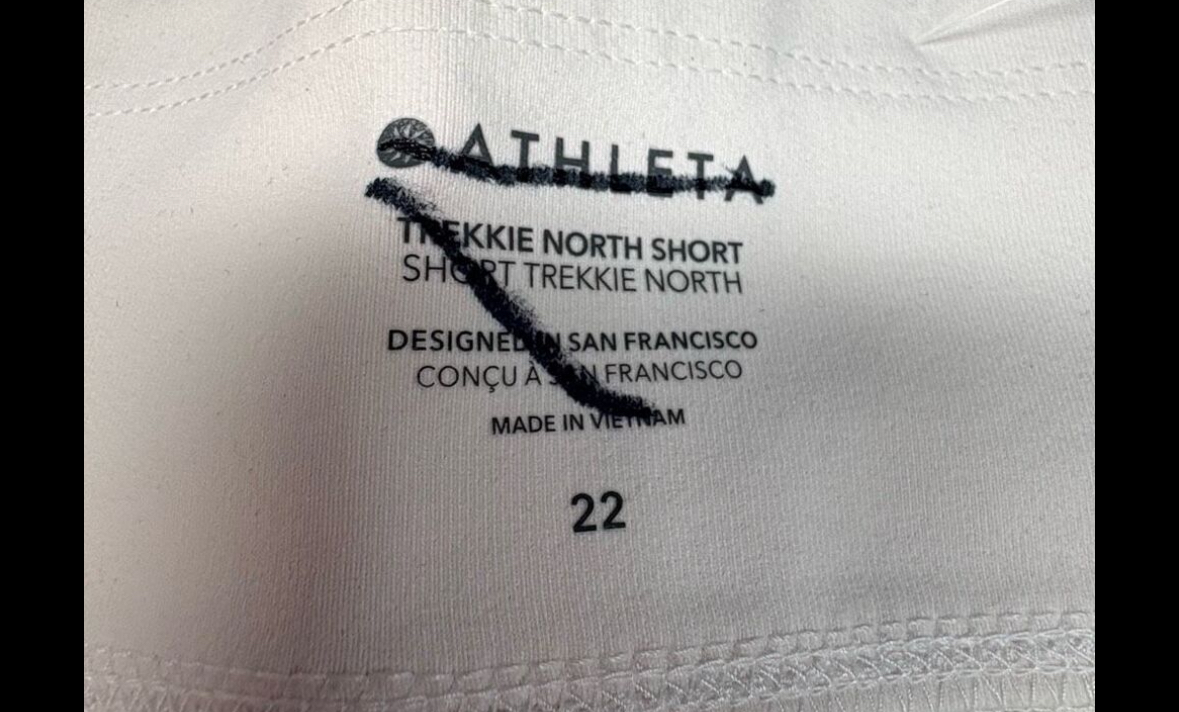 ATHLETA
TREKKIE NORTH SHORT
SHORT TREKKIE NORTH
DESIGNED IN SAN FRANCISCO
CONÇU À SAN FRANCISCO
MADE IN VIETNAM
22